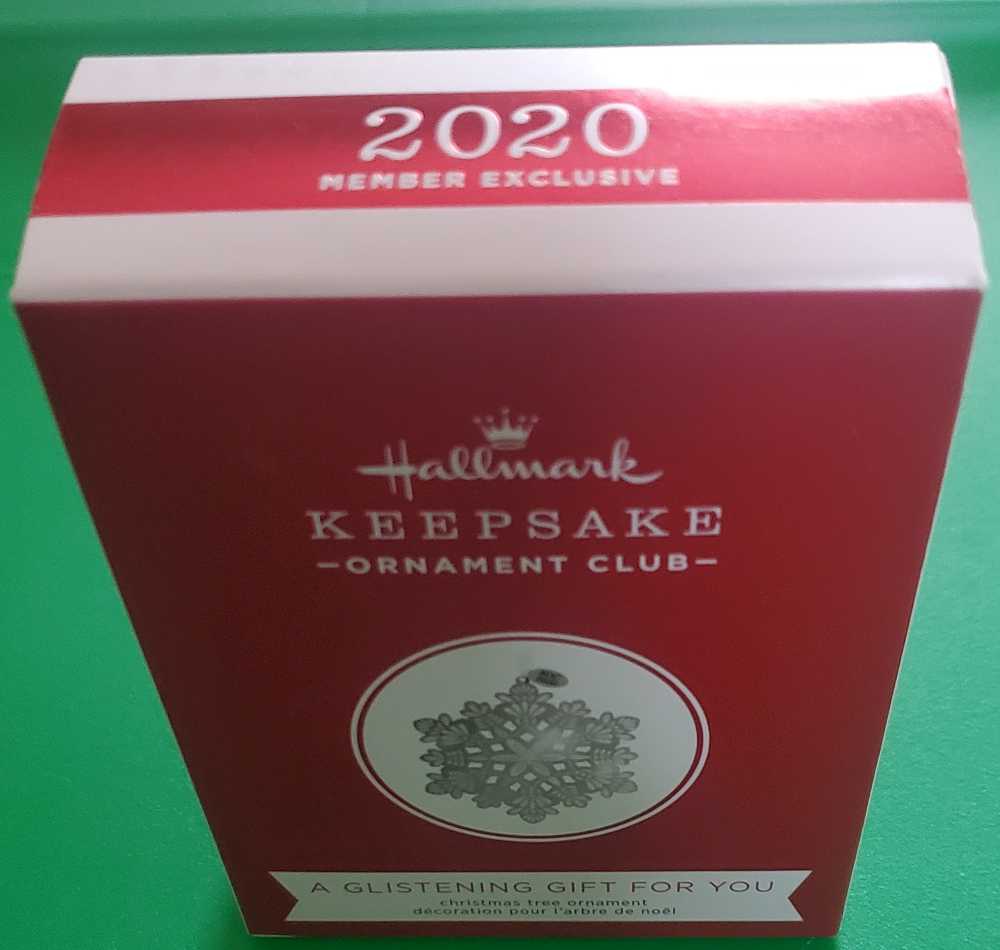 2020
MEMBER EXCLUSIVE
Hallmark
KEEPSAKE
—ORNAMENT CLUB—
A GLISTENING GIFT FOR YOU
christmas tree ornament
décoration pour l'arbre de noël